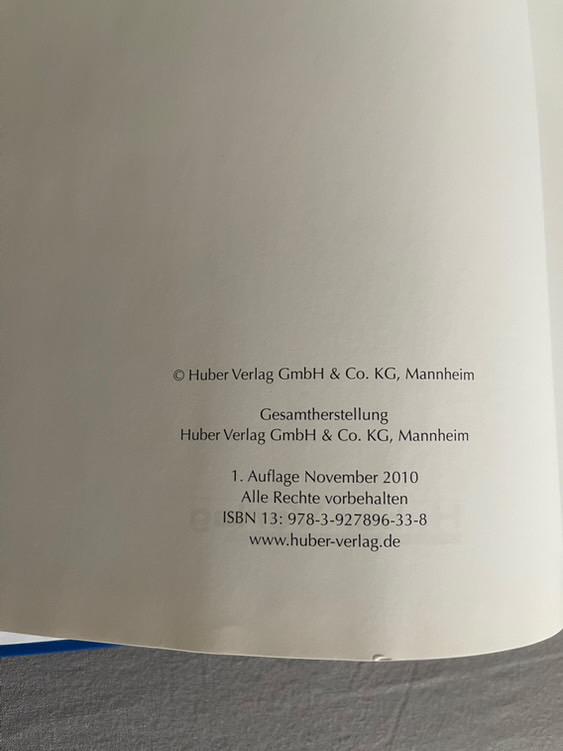 © Huber Verlag GmbH & Co. KG, Mannheim
Gesamtherstellung
Huber Verlag GmbH & Co. KG, Mannheim
1. Auflage November 2010
Alle Rechte vorbehalten
ISBN 13: 978-3-927896-33-8
www.huber-verlag.de